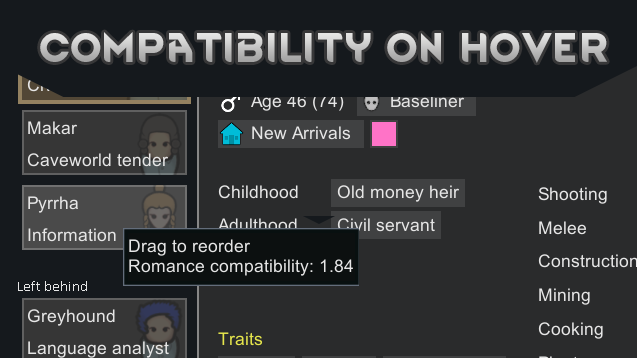 COMPATIBILITY ON HOVER
Age 46 (74)
Baseliner
Makar
Caveworld tender
New Arrivals
Pyrrha
Information
Childhood
Old money heir
Adulthood
Civil servant
Drag to reorder
Romance compatibility: 1.84
Left behind
Greyhound
Language analyst
Traits
Shooting
Melee
Construction
Mining
Cooking